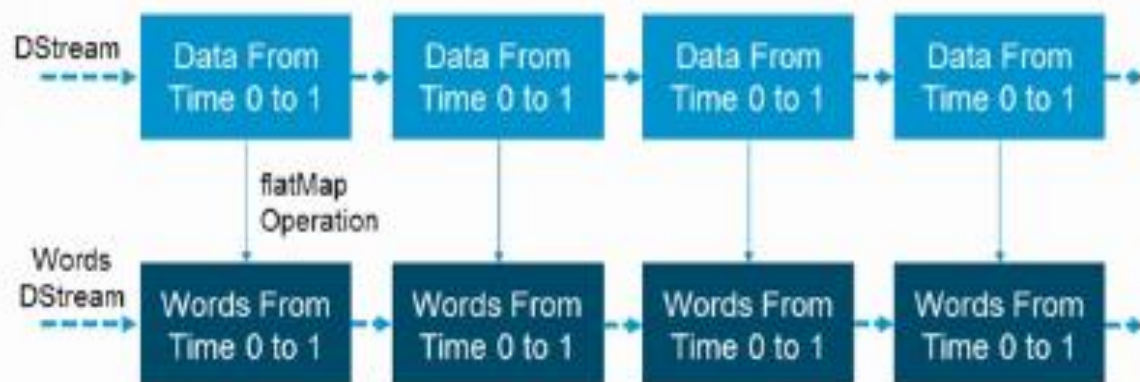 DStream
Data From
Time 0 to 1
Data From
Time 0 to 1
Data From
Time 0 to 1
Data From
Time 0 to 1
flatMap
Operation
Words
DStream
Words From
Time 0 to 1
Words From
Time 0 to 1
Words From
Time 0 to 1
Words From
Time 0 to 1